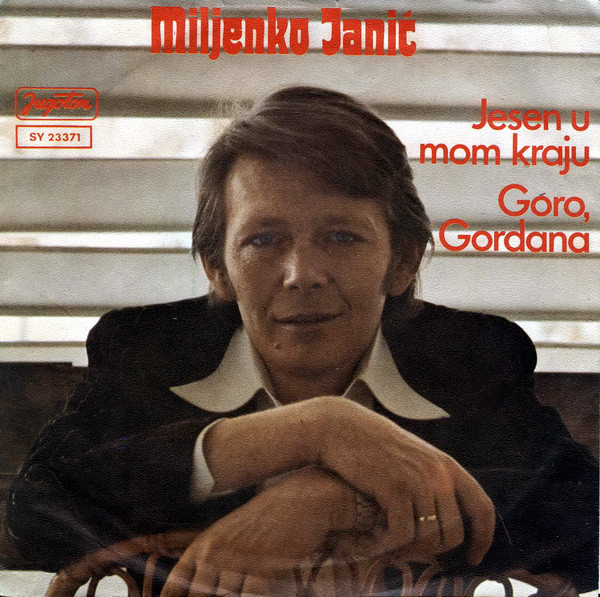 Miljenko Janić
Jugoton
SY 23371
Jesen u
mom kraju
Góro,
Gordana